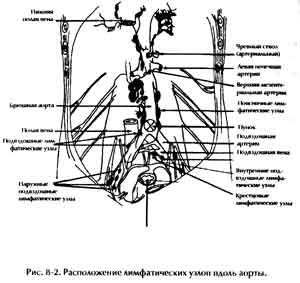 Нижняя
полая вена
Чревный ствол
(артериальный)
Левая почечная
артерия
Верхняя мезенте-
риальная артерия
Поясничные лим-
фатические узлы
Брюшная аорта
Полая вена
Подвздошные лим-
фатические узлы
Пупок
Подвздошная
артерия
Подвздошная вена
Внутренние под-
вздошные лимфа-
тические узлы
Крестцовые
лимфатические узлы
Наружные
подвздошные
лимфатические узлы
Рис. 8-2. Расположение лимфатических узлов вдоль аорты.